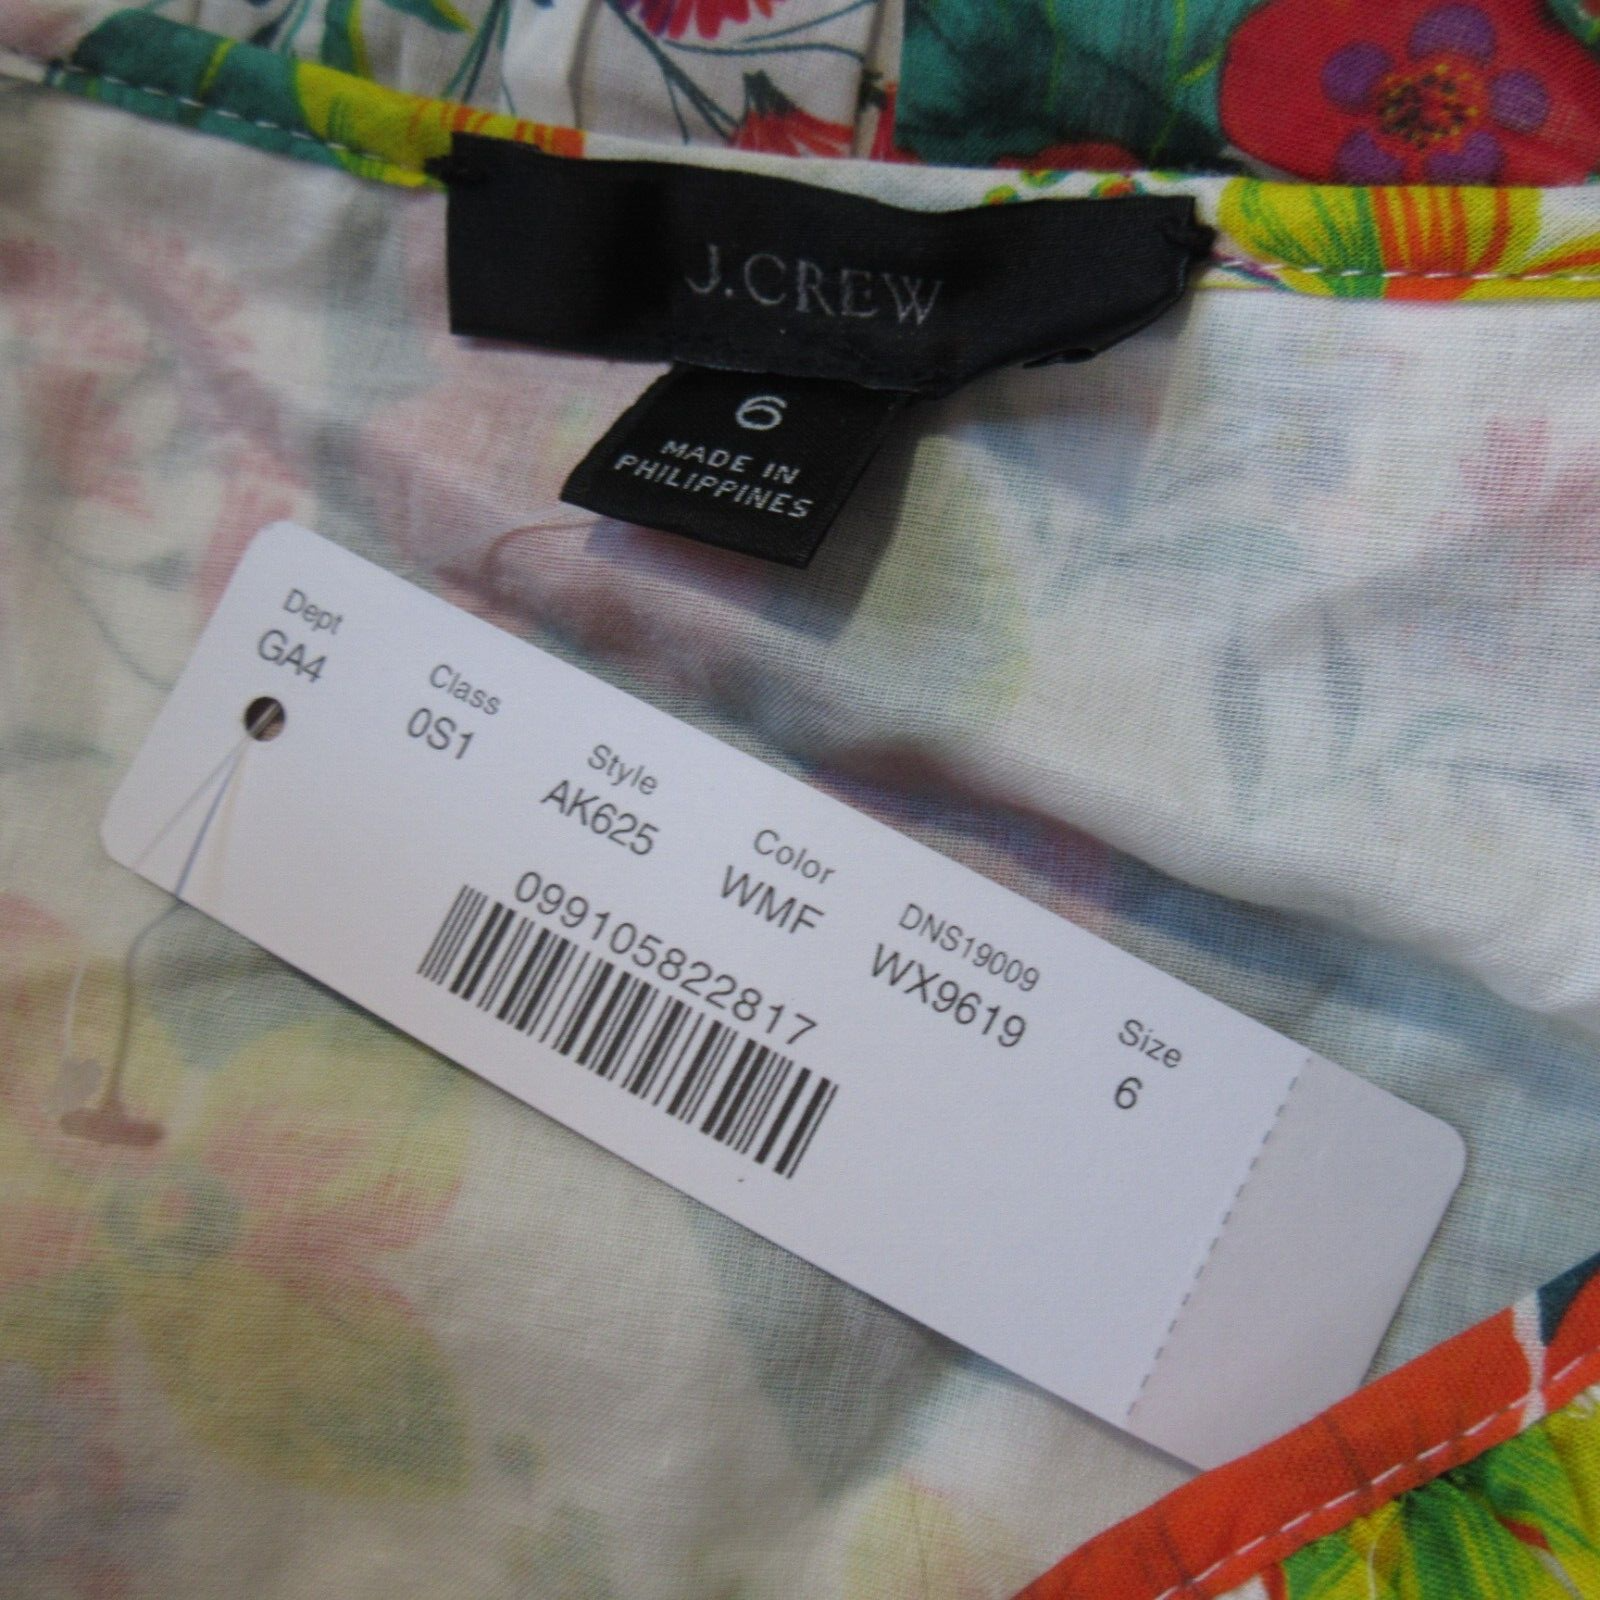 J.CREW
6
MADE IN
PHILIPPINES
Dept Class Style Color DNS19009 Size
GA4 0S1 AK625 WMF WX9619 6
099105822817